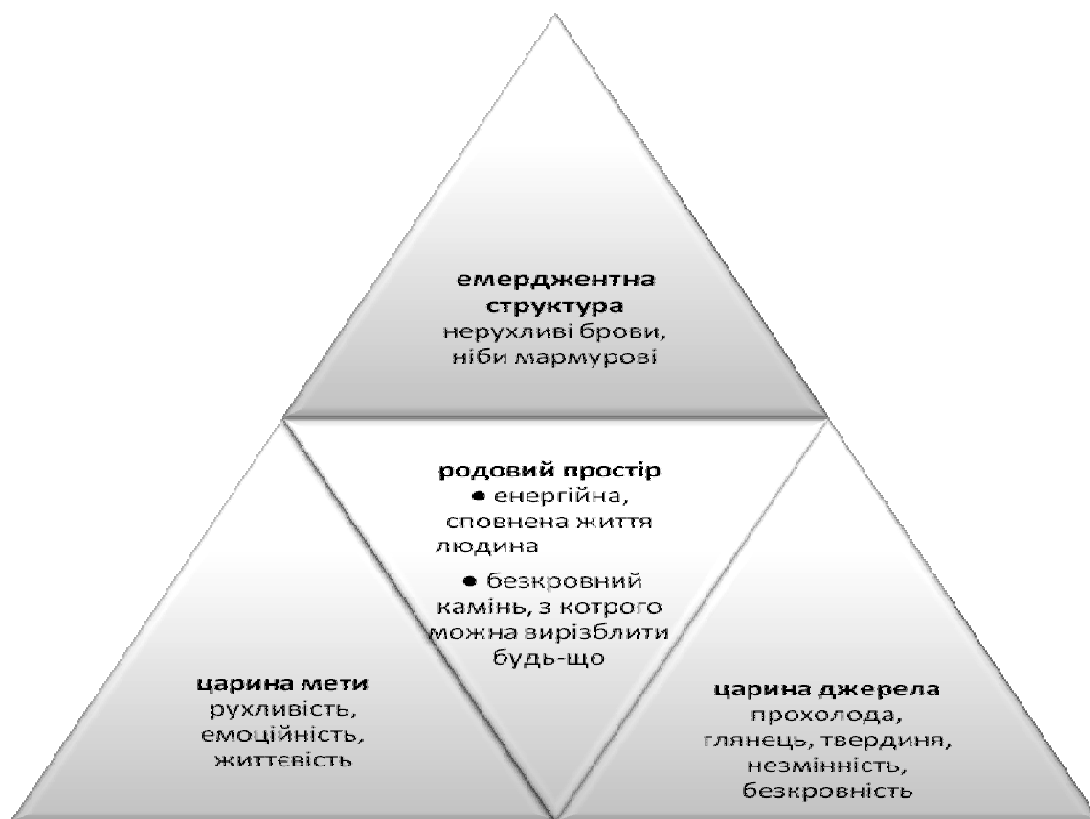 емерджентна
структура
нерухливі брови,
ніби мармурові
родовий простір
• енергійна,
сповнена життя
людина
• безкровний
камінь, з котрого
можна вирізблити
будь-що
царина мети
рухливість,
емоційність,
життєвість
царина джерела
прохолода,
глянець, твердиня,
незмінність,
безкровність